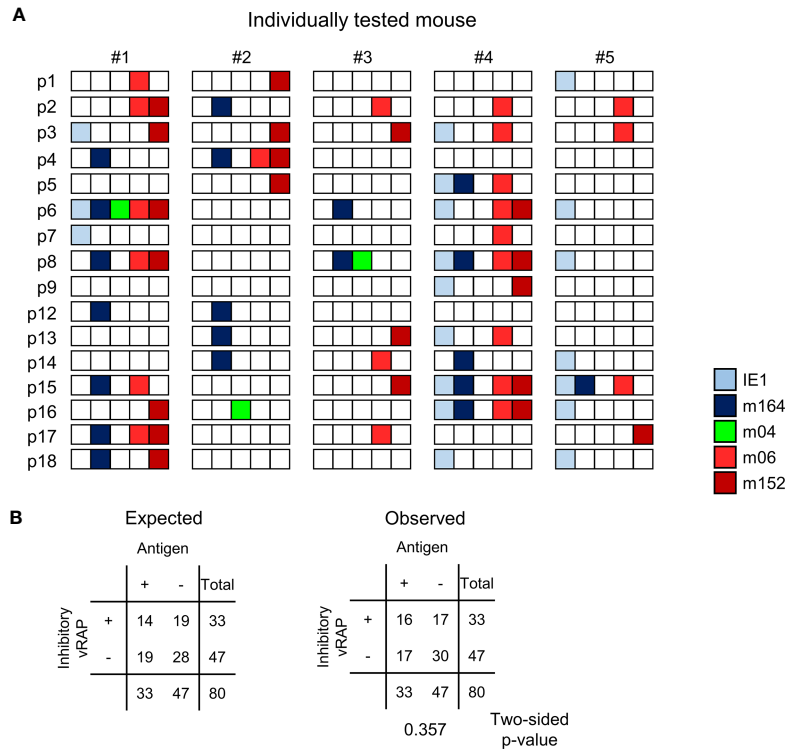 A
Individually tested mouse
#1 #2 #3 #4 #5
p1
p2
p3
p4
p5
p6
p7
p8
p9
p12
p13
p14
p15
p16
p17
p18
IE1
m164
m04
m06
m152
B
Expected
Antigen
+ - Total
Inhibitory
vRAP
+ 14 19 33
- 19 28 47
33 47 80
Observed
Antigen
+ - Total
Inhibitory
vRAP
+ 16 17 33
- 17 30 47
33 47 80
0.357
Two-sided
p-value